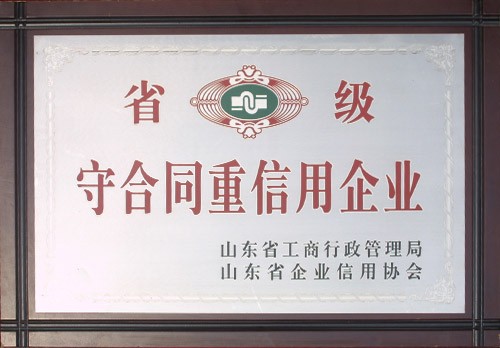 省级
守合同重信用企业
山东省工商行政管理局
山东省企业信用协会